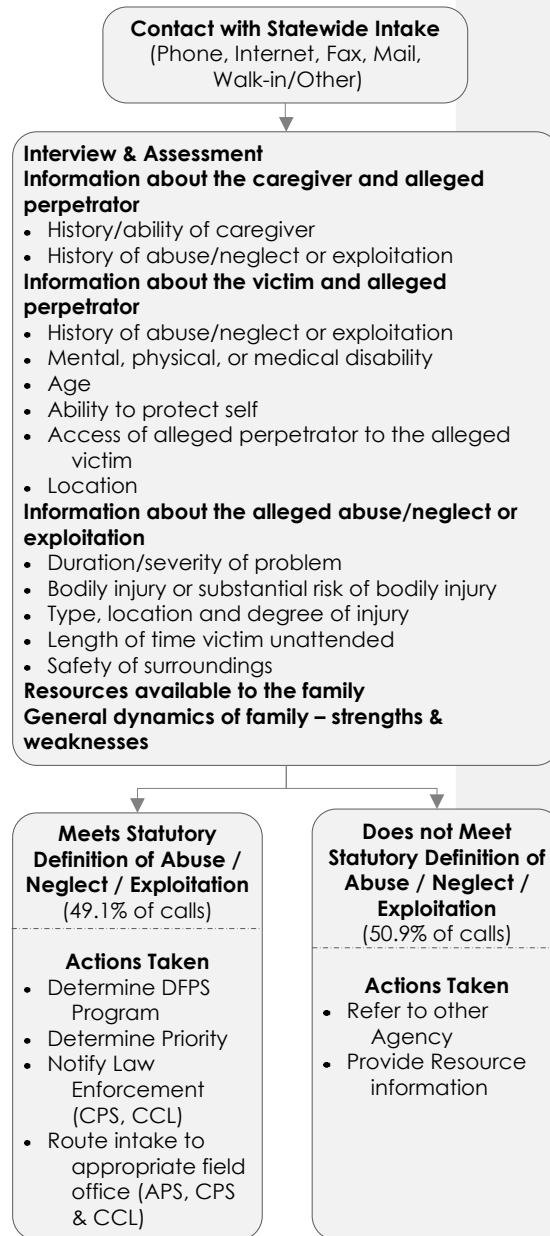 Contact with Statewide Intake
(Phone, Internet, Fax, Mail,
Walk-in/Other)
Interview & Assessment
Information about the caregiver and alleged
perpetrator
• History/ability of caregiver
• History of abuse/neglect or exploitation
Information about the victim and alleged
perpetrator
• History of abuse/neglect or exploitation
• Mental, physical, or medical disability
• Age
• Ability to protect self
• Access of alleged perpetrator to the alleged
victim
• Location
Information about the alleged abuse/neglect or
exploitation
• Duration/severity of problem
• Bodily injury or substantial risk of bodily injury
• Type, location and degree of injury
• Length of time victim unattended
• Safety of surroundings
Resources available to the family
General dynamics of family – strengths &
weaknesses
Meets Statutory
Definition of Abuse /
Neglect / Exploitation
(49.1% of calls)
Actions Taken
• Determine DFPS
Program
• Determine Priority
• Notify Law
Enforcement
(CPS, CCL)
• Route intake to
appropriate field
office (APS, CPS
& CCL)
Does not Meet
Statutory Definition of
Abuse / Neglect /
Exploitation
(50.9% of calls)
Actions Taken
• Refer to other
Agency
• Provide Resource
information